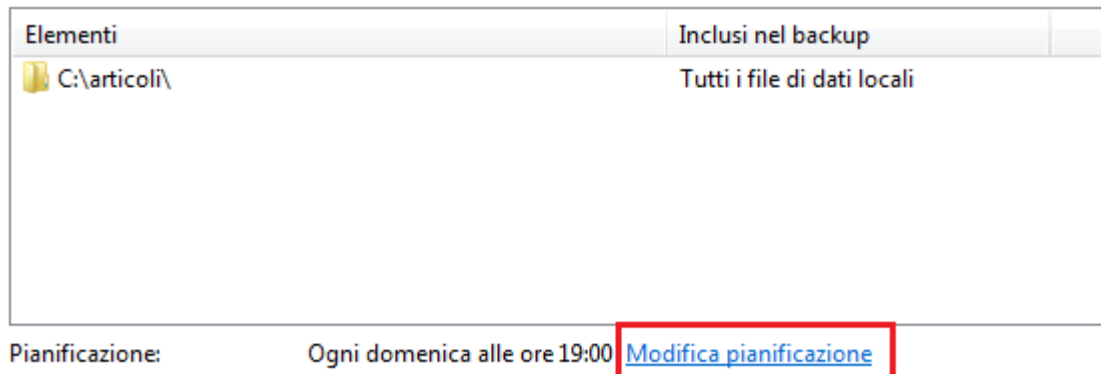 Elementi Inclusi nel backup
C:\articoli\ Tutti i file di dati locali
Pianificazione: Ogni domenica alle ore 19:00 Modifica pianificazione